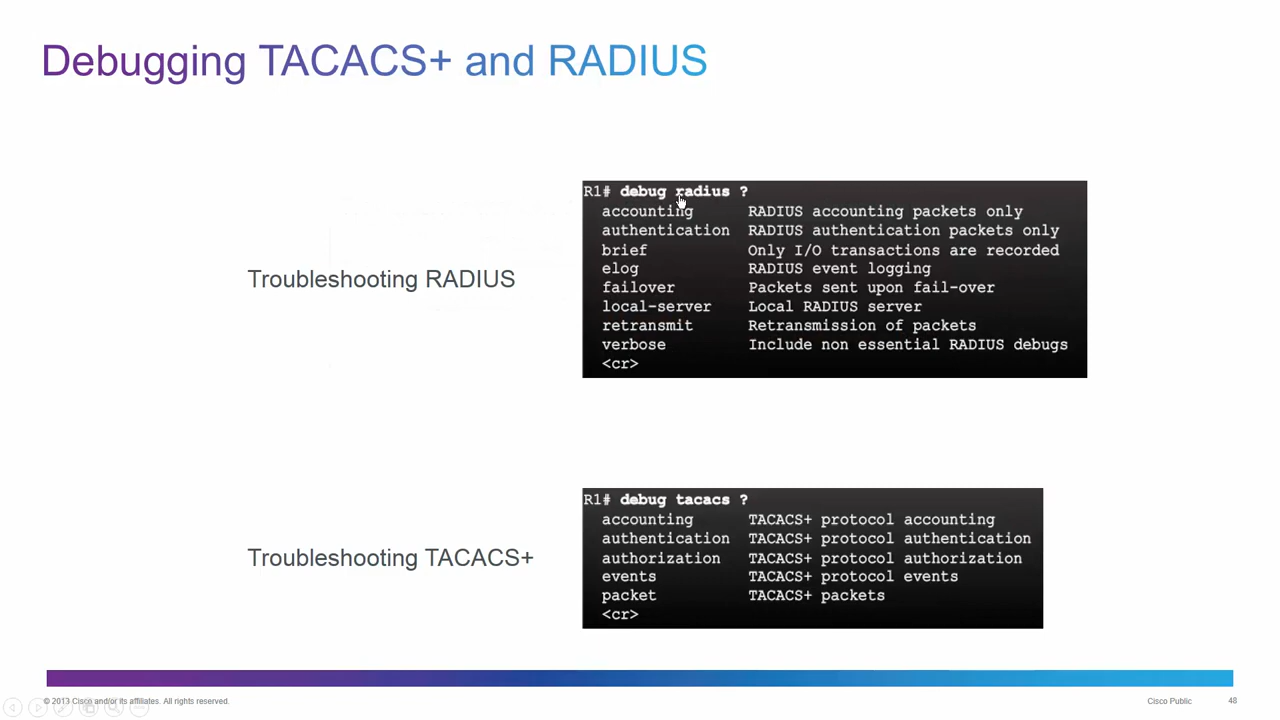 Debugging TACACS+ and RADIUS
Troubleshooting RADIUS
R1# debug radius ?
accounting RADIUS accounting packets only
authentication RADIUS authentication packets only
brief Only I/O transactions are recorded
elog RADIUS event logging
failover Packets sent upon fail-over
local-server Local RADIUS server
retransmit Retransmission of packets
verbose Include non essential RADIUS debugs
<cr>
Troubleshooting TACACS+
R1# debug tacacs ?
accounting TACACS+ protocol accounting
authentication TACACS+ protocol authentication
authorization TACACS+ protocol authorization
events TACACS+ protocol events
packet TACACS+ packets
<cr>
© 2013 Cisco and/or its affiliates. All rights reserved.
Cisco Public
48